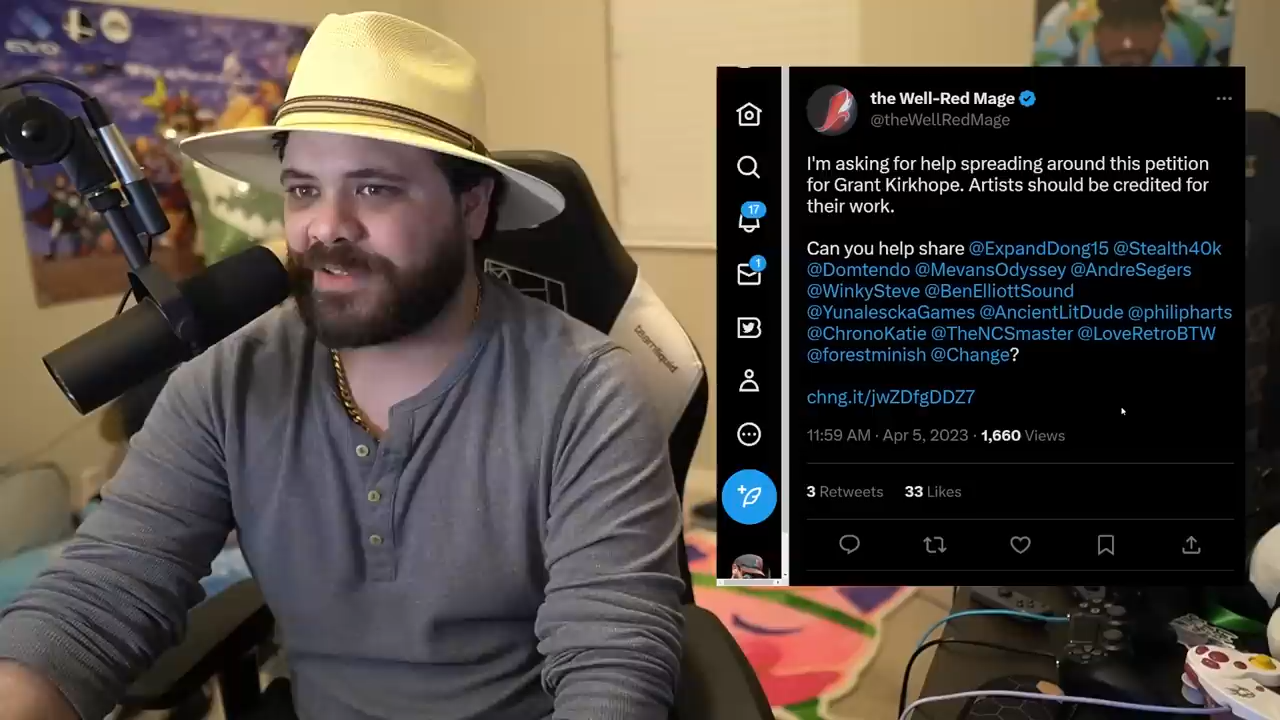 EVO
teamliquid
the Well-Red Mage
@theWellRedMage
I'm asking for help spreading around this petition
for Grant Kirkhope. Artists should be credited for
their work.
Can you help share @ExpandDong15 @Stealth40k
@Domtendo @MevansOdyssey @AndreSegers
@WinkySteve @BenElliottSound
@YunalesckaGames @AncientLitDude @philipharts
@ChronoKatie @TheNCSmaster @LoveRetroBTW
@forestminish @Change?
chng.it/jwZDfgDDZ7
11:59 AM · Apr 5, 2023 · 1,660 Views
3 Retweets 33 Likes
17
1